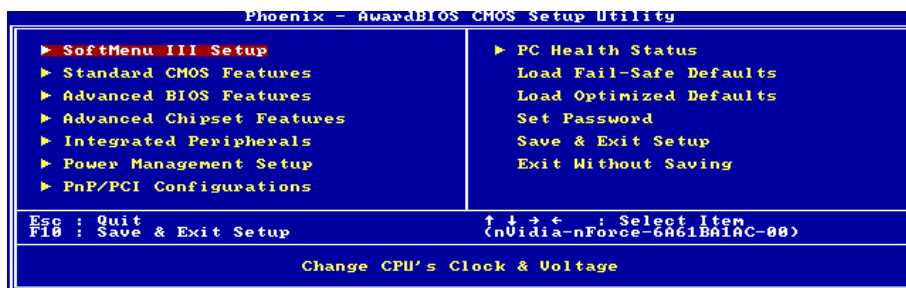 Phoenix - AwardBIOS CMOS Setup Utility
► SoftMenu III Setup
► Standard CMOS Features
► Advanced BIOS Features
► Advanced Chipset Features
► Integrated Peripherals
► Power Management Setup
► PnP/PCI Configurations
► PC Health Status
Load Fail-Safe Defaults
Load Optimized Defaults
Set Password
Save & Exit Setup
Exit Without Saving
Esc : Quit
F10 : Save & Exit Setup
↑ ↓ → ← : Select Item
(nVidia-nForce-6A61BA1AC-00)
Change CPU's Clock & Voltage